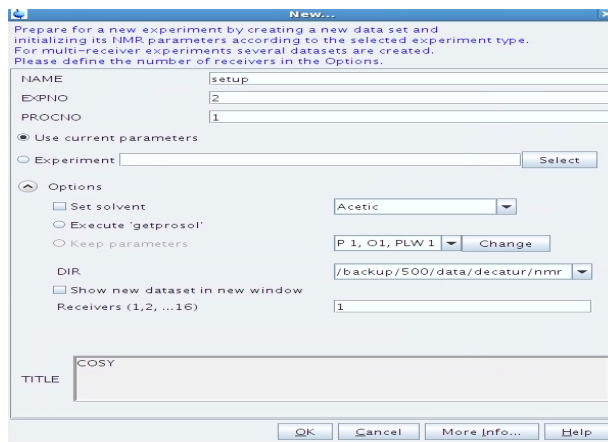 New...
Prepare for a new experiment by creating a new data set and
initializing its NMR parameters according to the selected experiment type.
For multi-receiver experiments several datasets are created.
Please define the number of receivers in the Options.
NAME setup
EXPNO 2
PROCNO 1
Use current parameters
Experiment Select
Options
Set solvent Acetic
Execute 'getprosol'
Keep parameters P 1, O1, PLW 1 Change
DIR /backup/500/data/decatur/nmr
Show new dataset in new window
Receivers (1,2, ...16) 1
TITLE COSY
OK Cancel More Info... Help